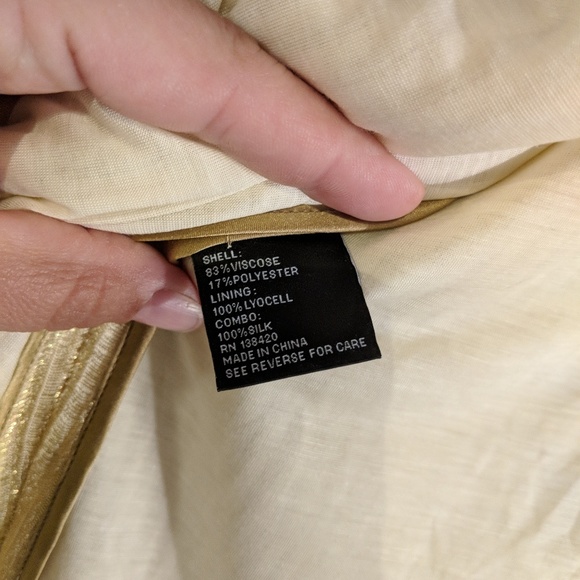 SHELL:
83%VISCOSE
17%POLYESTER
LINING:
100%LYOCELL
COMBO:
100%SILK
RN 138420
MADE IN CHINA
SEE REVERSE FOR CARE